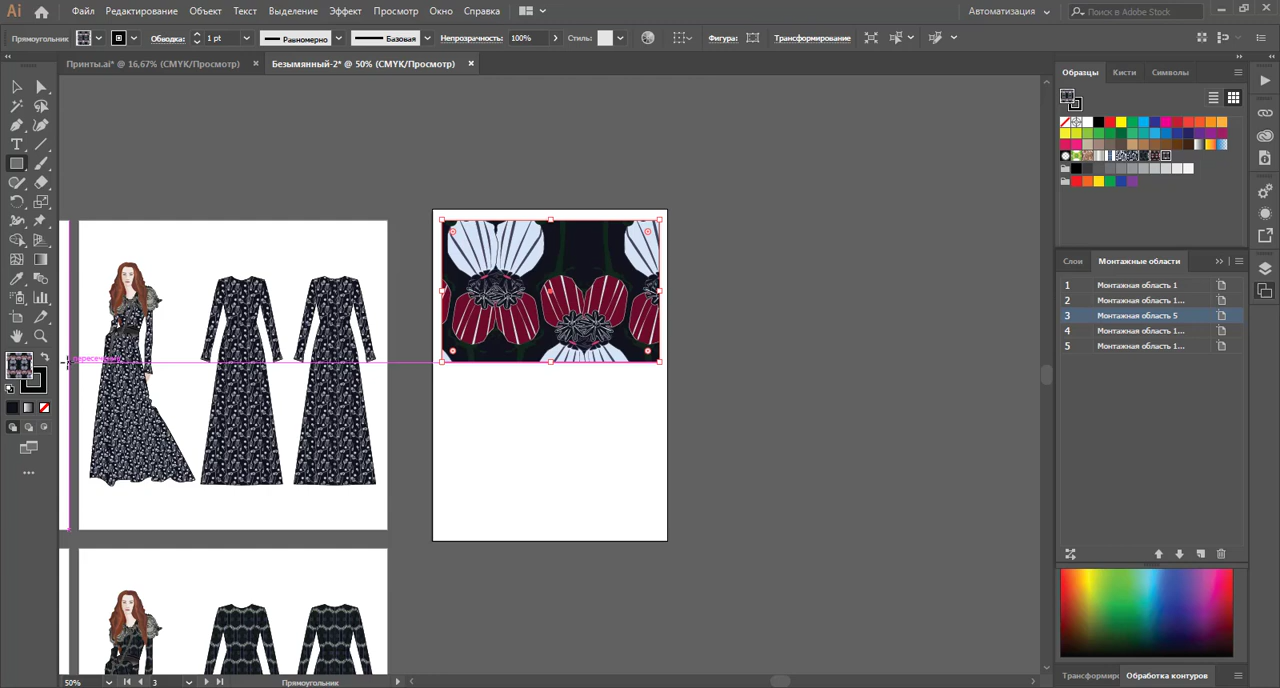 Ai Файл Редактирование Объект Текст Выделение Эффект Просмотр Окно Справка Автоматизация Поиск в Adobe Stock
Прямоугольник Обводка: 1 pt Равномерно Базовая Непрозрачность: 100% Стиль: Фигура: Трансформирование
Принты.ai* @ 16,67% (CMYK/Просмотр) × Безымянный-2* @ 50% (CMYK/Просмотр) ×
Образцы Кисти Символы
Слои Монтажные области
1 Монтажная область 1
2 Монтажная область 1...
3 Монтажная область 5
4 Монтажная область 1...
5 Монтажная область 1...
пересечение
Трансформир Обработка контуров
50% 3 Прямоугольник